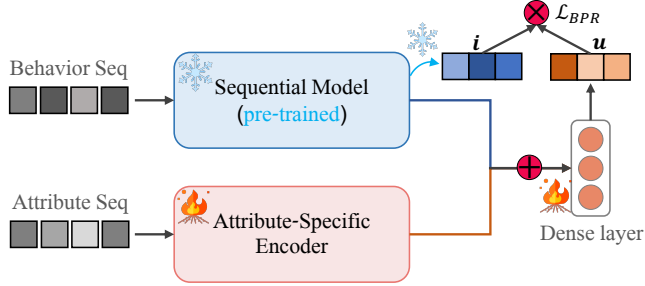 Behavior Seq
Sequential Model
(pre-trained)
i
u
ℒ_BPR
Attribute Seq
Attribute-Specific
Encoder
Dense layer